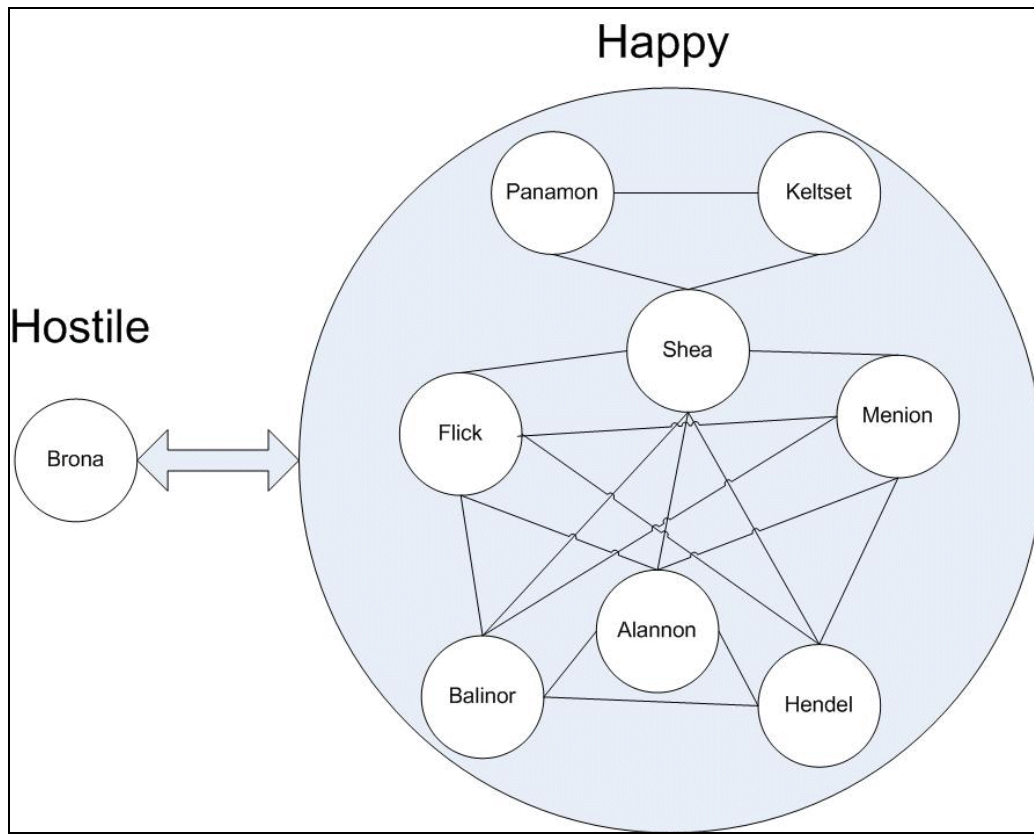 Happy
Panamon
Keltset
Hostile
Shea
Flick
Menion
Brona
Alannon
Balinor
Hendel